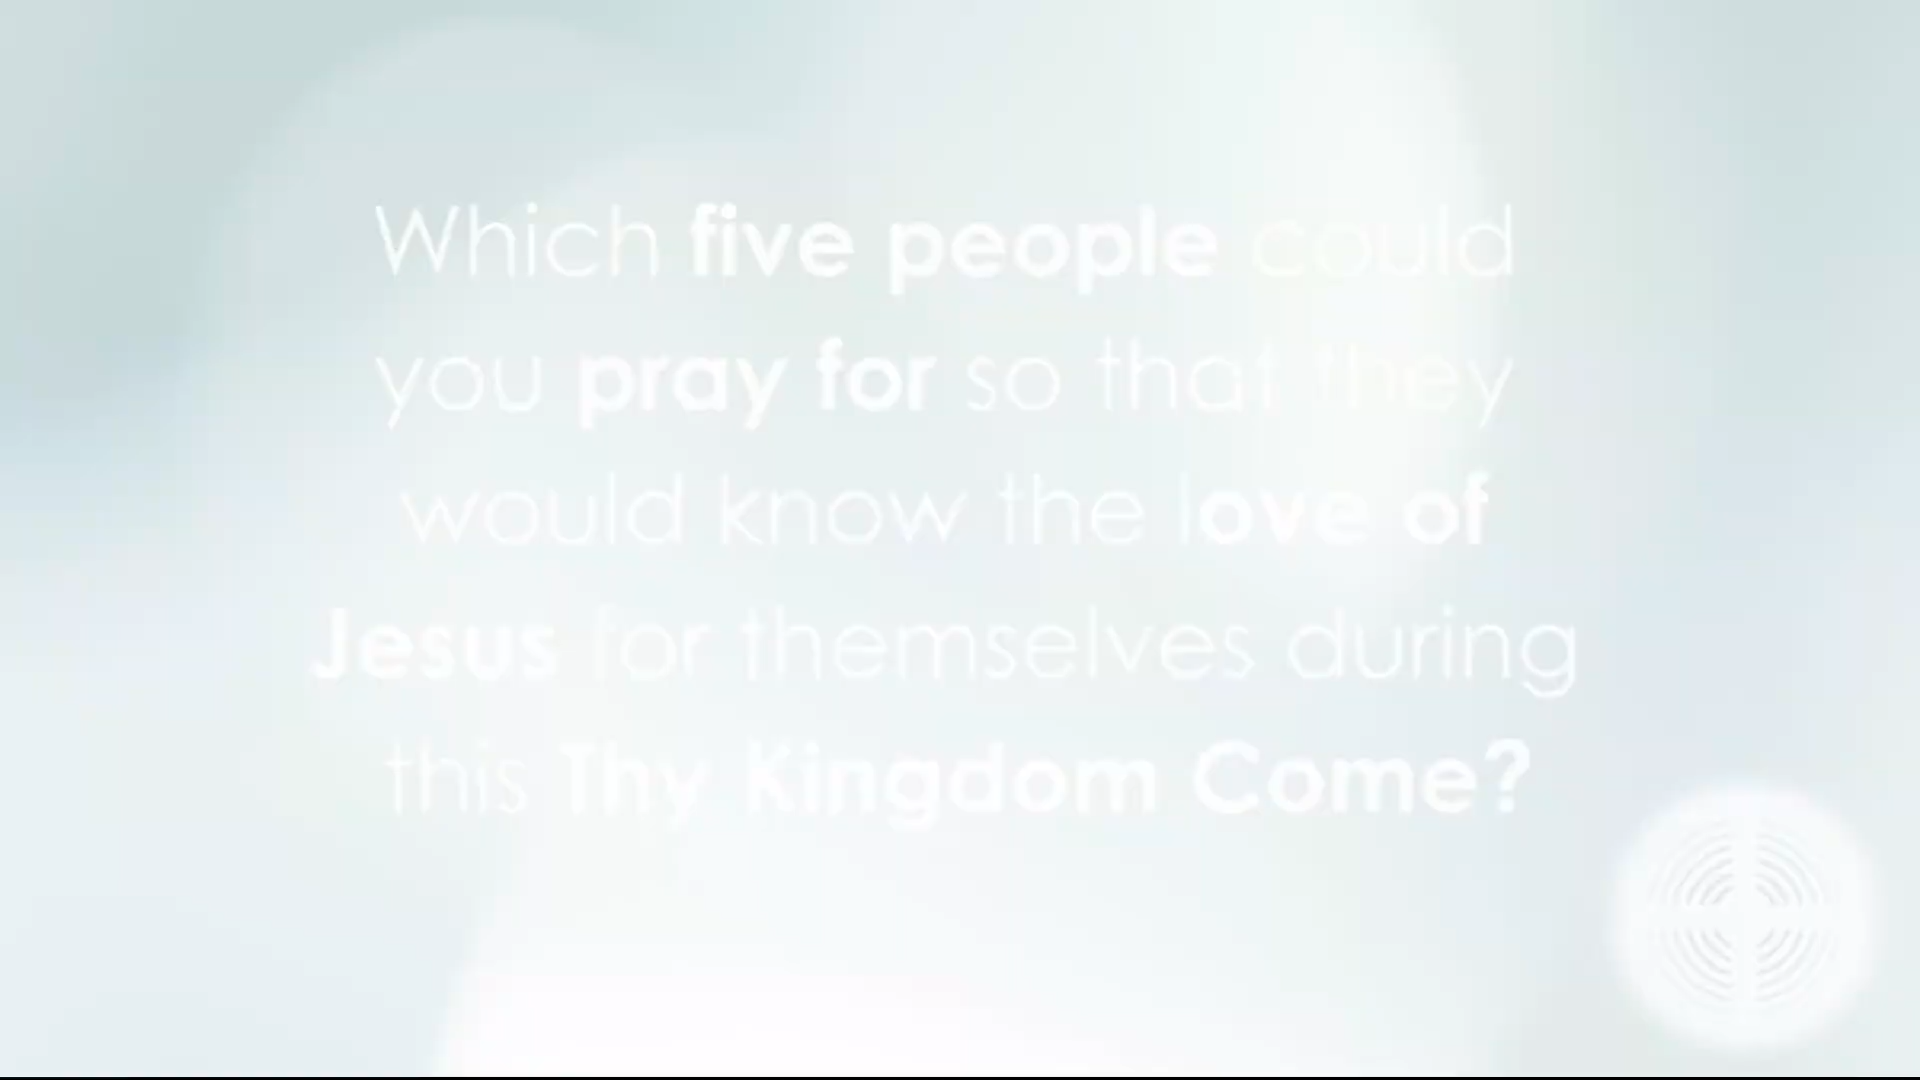 Which five people could
you pray for so that they
would know the love of
Jesus for themselves during
this Thy Kingdom Come?